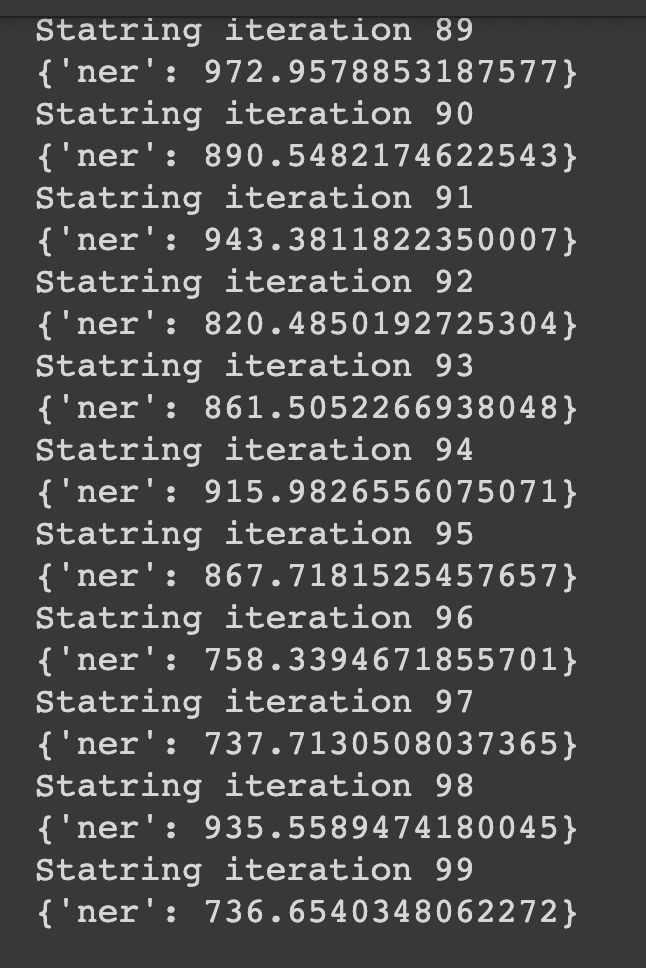 Statring iteration 89
{'ner': 972.9578853187577}
Statring iteration 90
{'ner': 890.5482174622543}
Statring iteration 91
{'ner': 943.3811822350007}
Statring iteration 92
{'ner': 820.4850192725304}
Statring iteration 93
{'ner': 861.5052266938048}
Statring iteration 94
{'ner': 915.9826556075071}
Statring iteration 95
{'ner': 867.7181525457657}
Statring iteration 96
{'ner': 758.3394671855701}
Statring iteration 97
{'ner': 737.7130508037365}
Statring iteration 98
{'ner': 935.5589474180045}
Statring iteration 99
{'ner': 736.6540348062272}